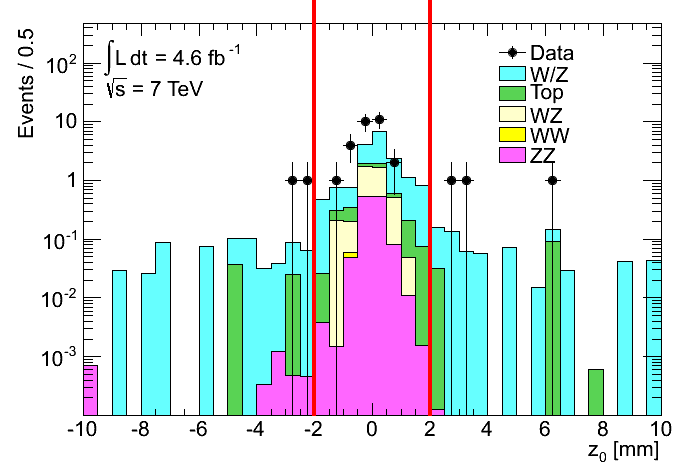 Events / 0.5
∫L dt = 4.6 fb⁻¹
√s = 7 TeV
Data
W/Z
Top
WZ
WW
ZZ
10²
10
1
10⁻¹
10⁻²
10⁻³
-10 -8 -6 -4 -2 0 2 4 6 8 10
z₀ [mm]